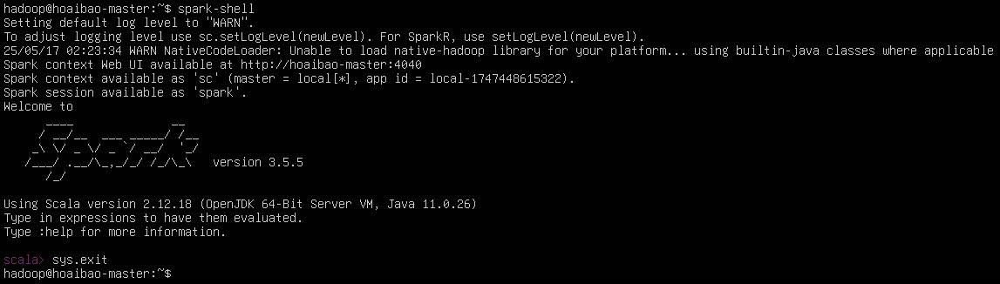 hadoop@hoaibao-master:~$ spark-shell
Setting default log level to "WARN".
To adjust logging level use sc.setLogLevel(newLevel). For SparkR, use setLogLevel(newLevel).
25/05/17 02:23:34 WARN NativeCodeLoader: Unable to load native-hadoop library for your platform... using builtin-java classes where applicable
Spark context Web UI available at http://hoaibao-master:4040
Spark context available as 'sc' (master = local[*], app id = local-1747448615322).
Spark session available as 'spark'.
Welcome to
      ____              __
     / __/__  ___ _____/ /__
    _\ \/ _ \/ _ `/ __/  '_/
   /___/ .__/\_,_/_/ /_/\_\   version 3.5.5
      /_/
Using Scala version 2.12.18 (OpenJDK 64-Bit Server VM, Java 11.0.26)
Type in expressions to have them evaluated.
Type :help for more information.
scala> sys.exit
hadoop@hoaibao-master:~$